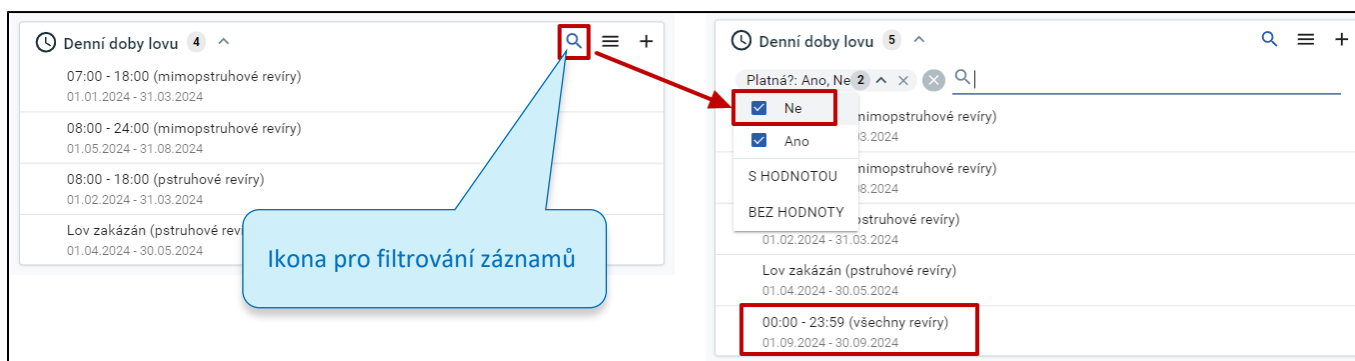 Denní doby lovu 4
07:00 - 18:00 (mimopstruhové revíry)
01.01.2024 - 31.03.2024
08:00 - 24:00 (mimopstruhové revíry)
01.05.2024 - 31.08.2024
08:00 - 18:00 (pstruhové revíry)
01.02.2024 - 31.03.2024
Lov zakázán (pstruhové rev
01.04.2024 - 30.05.2024
Ikona pro filtrování záznamů
Denní doby lovu 5
Platná?: Ano, Ne 2
Ne
mimopstruhové revíry)
03.2024
Ano
S HODNOTOU
mimopstruhové revíry)
08.2024
BEZ HODNOTY
pstruhové revíry)
01.02.2024 - 31.03.2024
Lov zakázán (pstruhové revíry)
01.04.2024 - 30.05.2024
00:00 - 23:59 (všechny revíry)
01.09.2024 - 30.09.2024